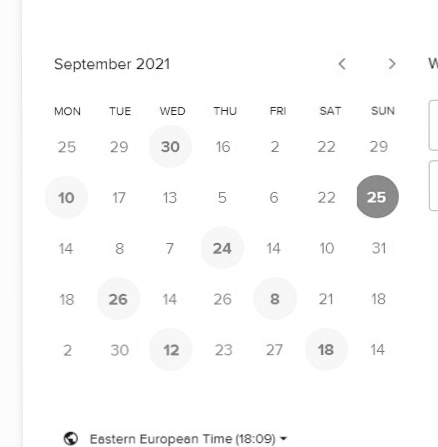 September 2021
MON TUE WED THU FRI SAT SUN
25 29 30 16 2 22 29
10 17 13 5 6 22 25
14 8 7 24 14 10 31
18 26 14 26 8 21 18
2 30 12 23 27 18 14
Eastern European Time (18:09)